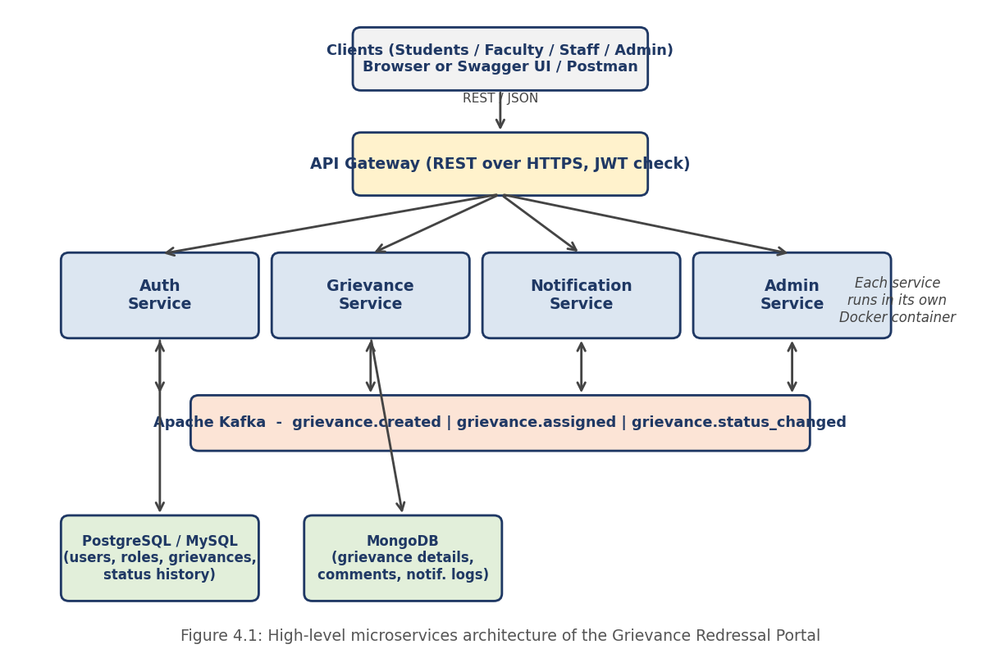 Clients (Students / Faculty / Staff / Admin)
Browser or Swagger UI / Postman
REST / JSON
API Gateway (REST over HTTPS, JWT check)
Auth
Service
Grievance
Service
Notification
Service
Admin
Service
Each service
runs in its own
Docker container
Apache Kafka - grievance.created | grievance.assigned | grievance.status_changed
PostgreSQL / MySQL
(users, roles, grievances,
status history)
MongoDB
(grievance details,
comments, notif. logs)
Figure 4.1: High-level microservices architecture of the Grievance Redressal Portal